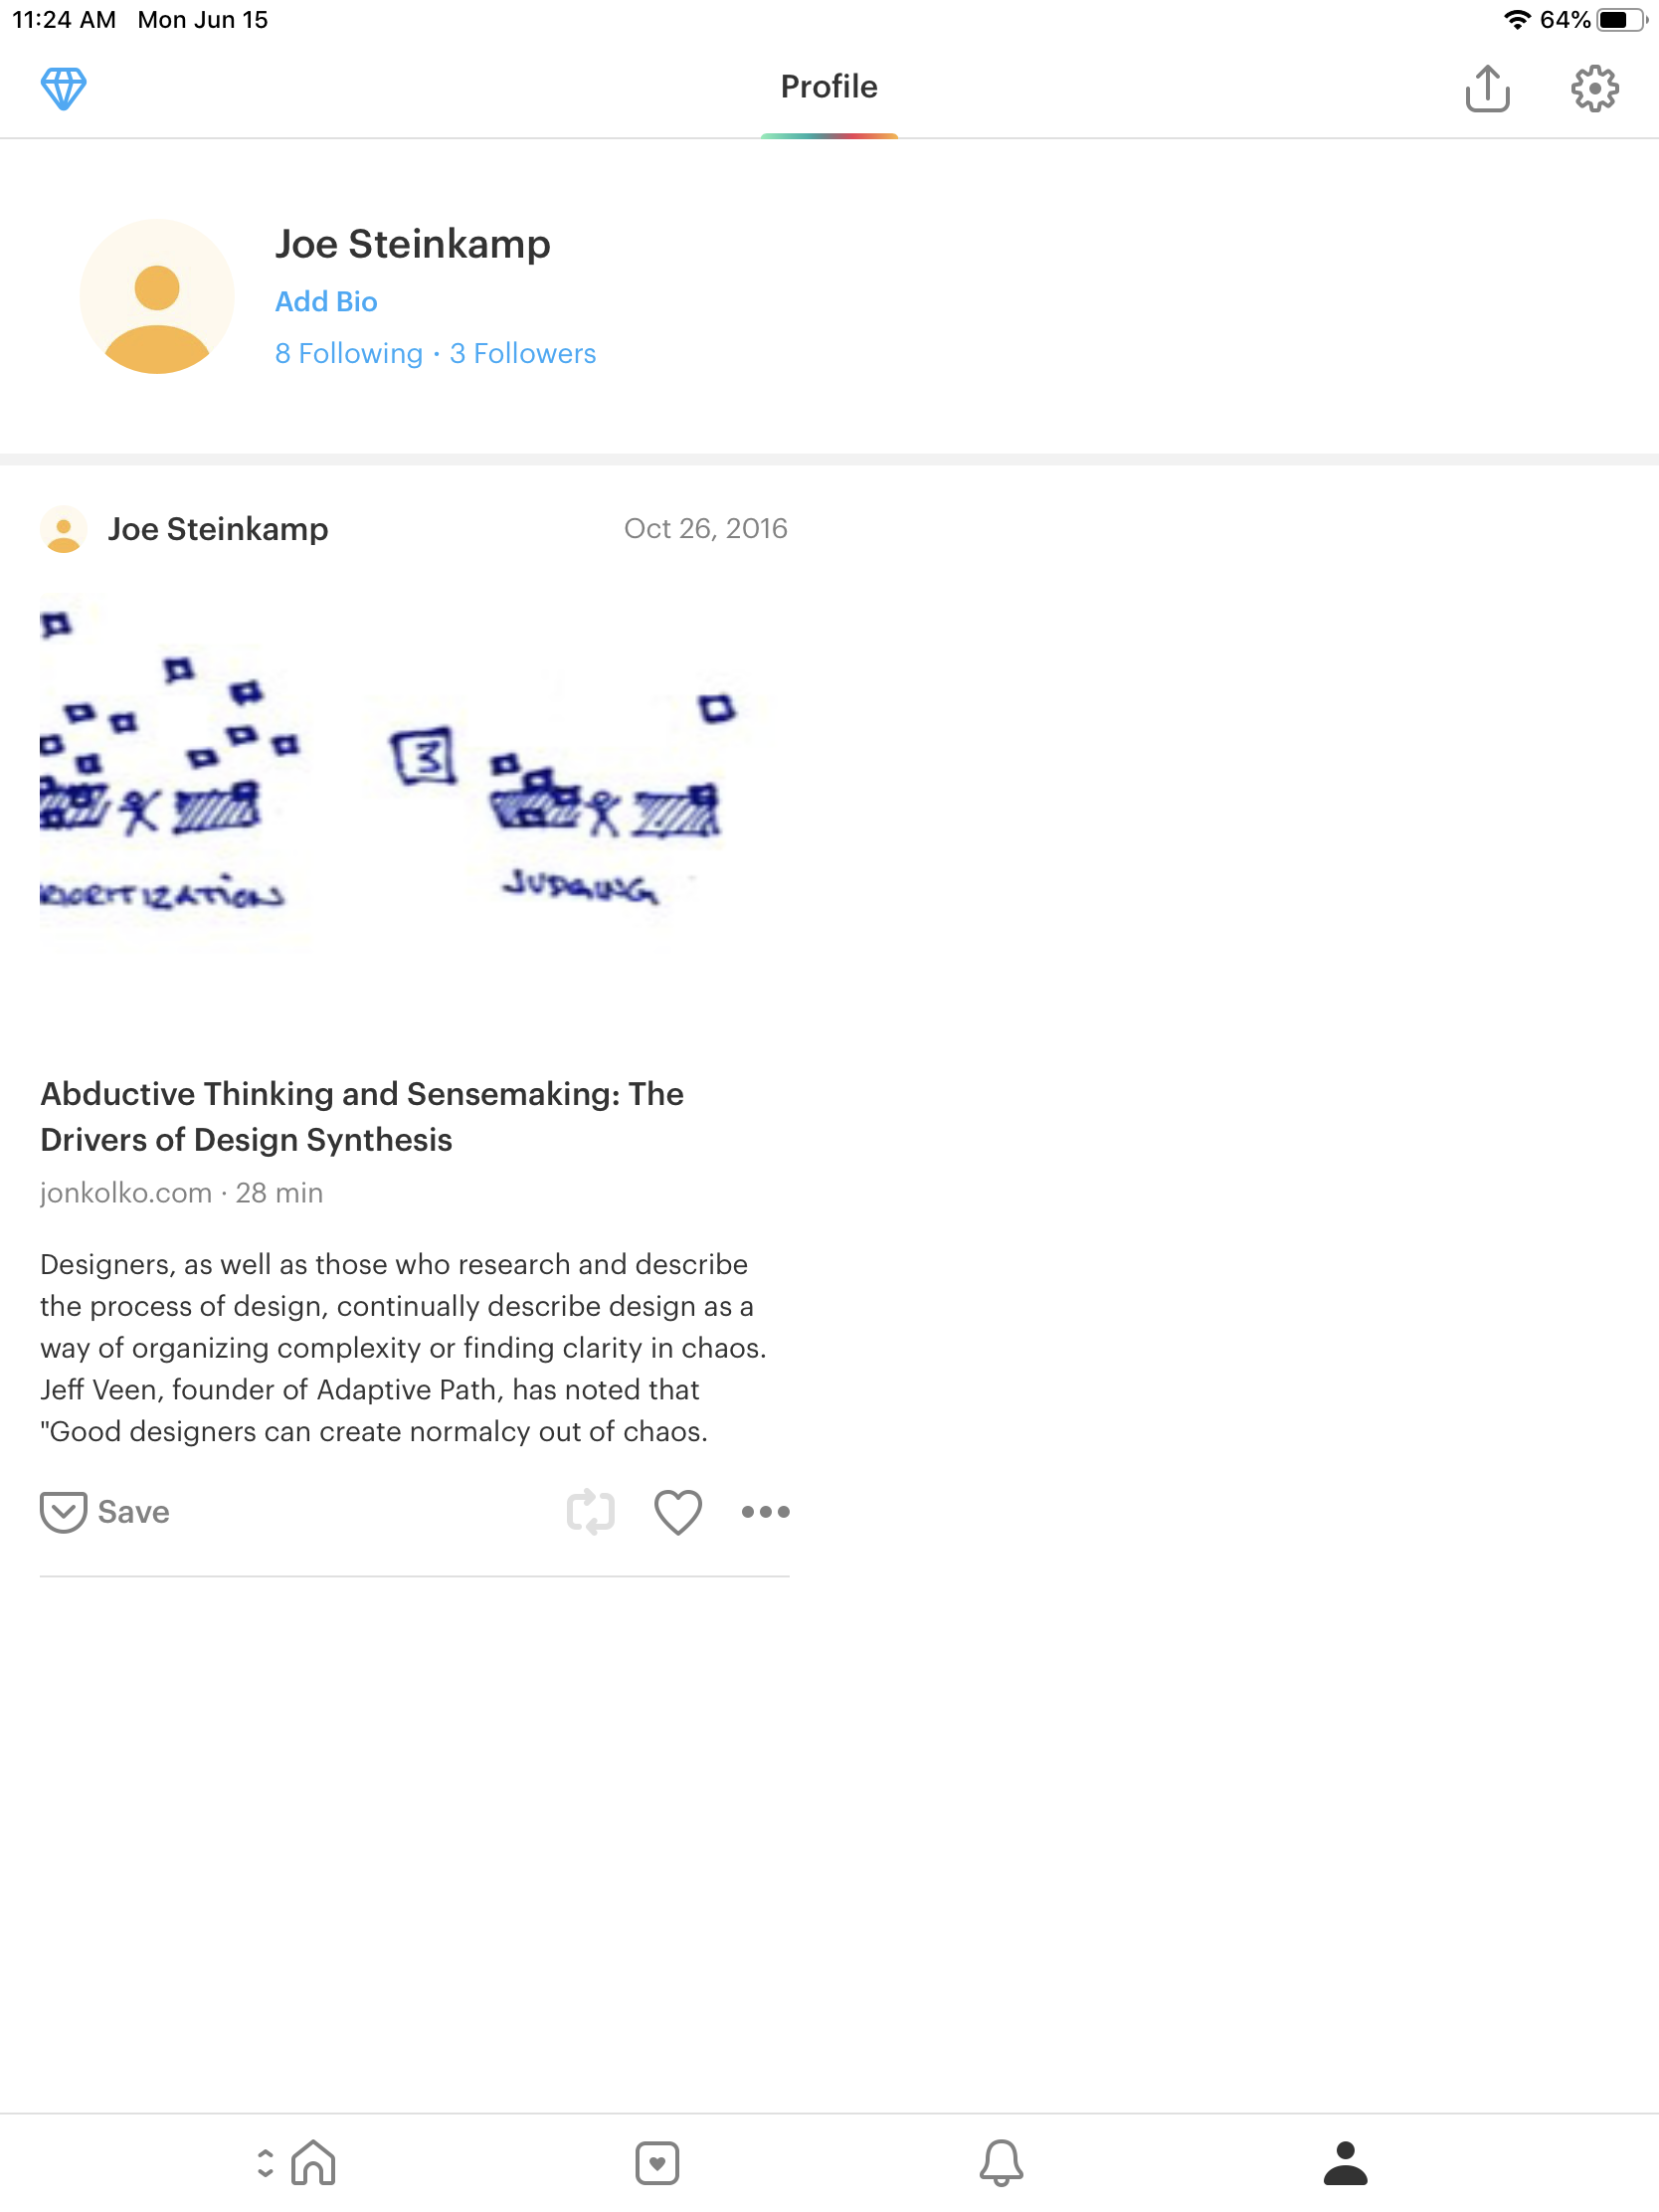 11:24 AM Mon Jun 15
64%
Profile
Joe Steinkamp
Add Bio
8 Following · 3 Followers
Joe Steinkamp
Oct 26, 2016
3
JUDGING
Abductive Thinking and Sensemaking: The
Drivers of Design Synthesis
jonkolko.com · 28 min
Designers, as well as those who research and describe
the process of design, continually describe design as a
way of organizing complexity or finding clarity in chaos.
Jeff Veen, founder of Adaptive Path, has noted that
"Good designers can create normalcy out of chaos.
Save